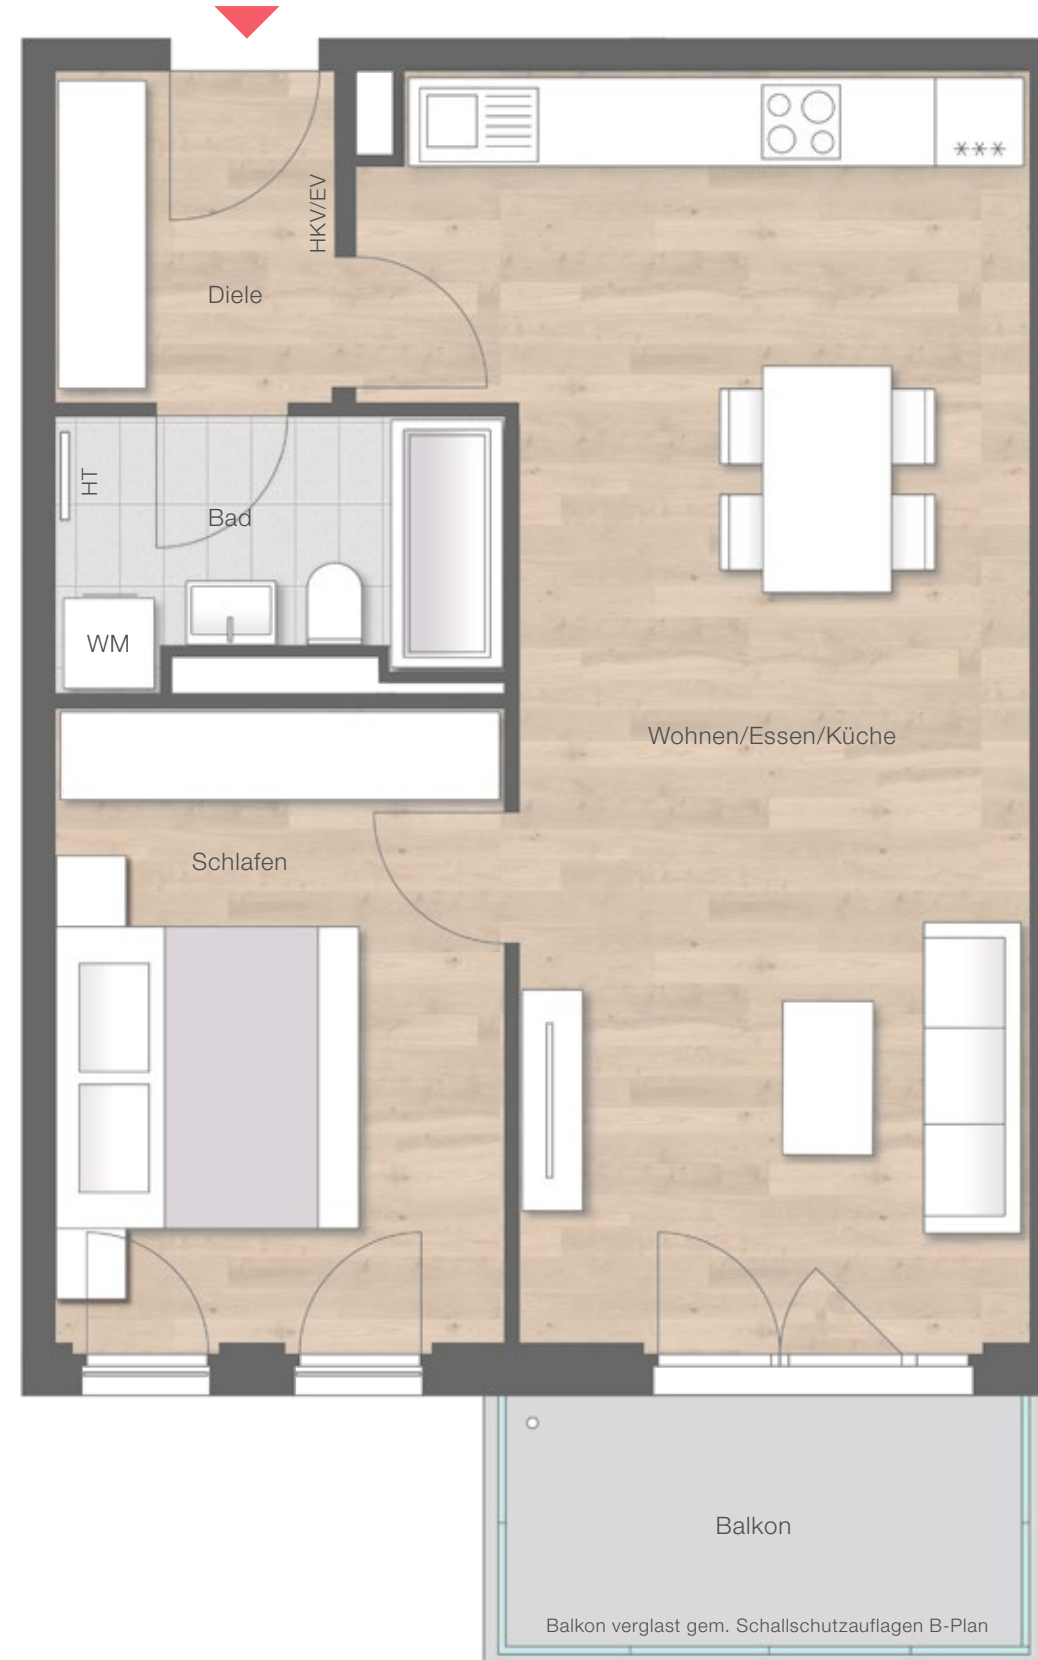 HKV/EV
Diele
HT
Bad
WM
Wohnen/Essen/Küche
Schlafen
Balkon
Balkon verglast gem. Schallschutzauflagen B-Plan